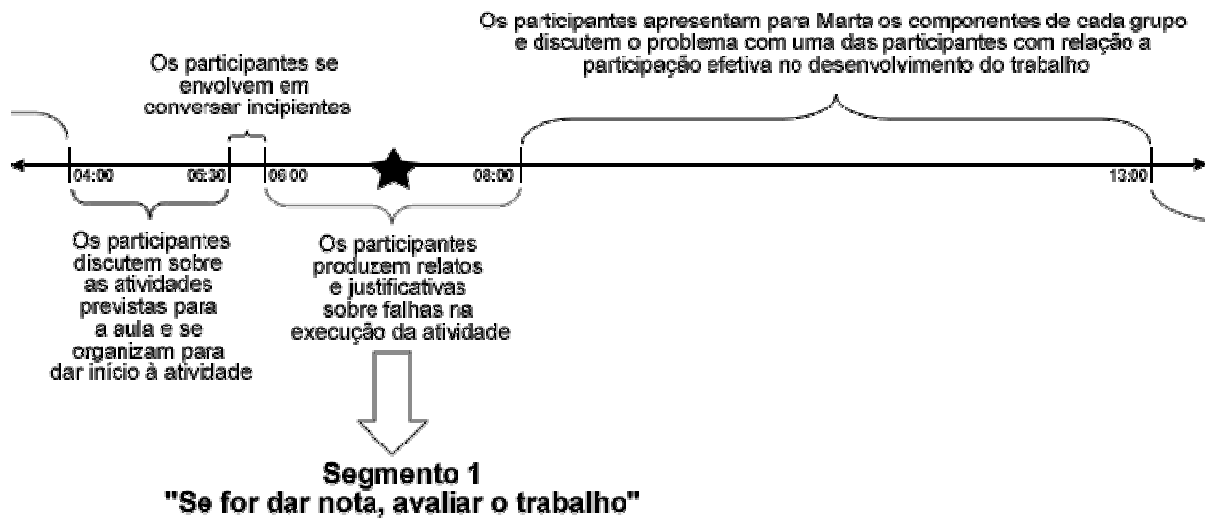 Os participantes apresentam para Marta os componentes de cada grupo
e discutem o problema com uma das participantes com relação a
participação efetiva no desenvolvimento do trabalho
Os participantes se
envolvem em
conversar incipientes
04:00
05:30
06:00
08:00
13:00
Os participantes
discutem sobre
as atividades
previstas para
a aula e se
organizam para
dar início à atividade
Os participantes
produzem relatos
e justificativas
sobre falhas na
execução da atividade
Segmento 1
"Se for dar nota, avaliar o trabalho"